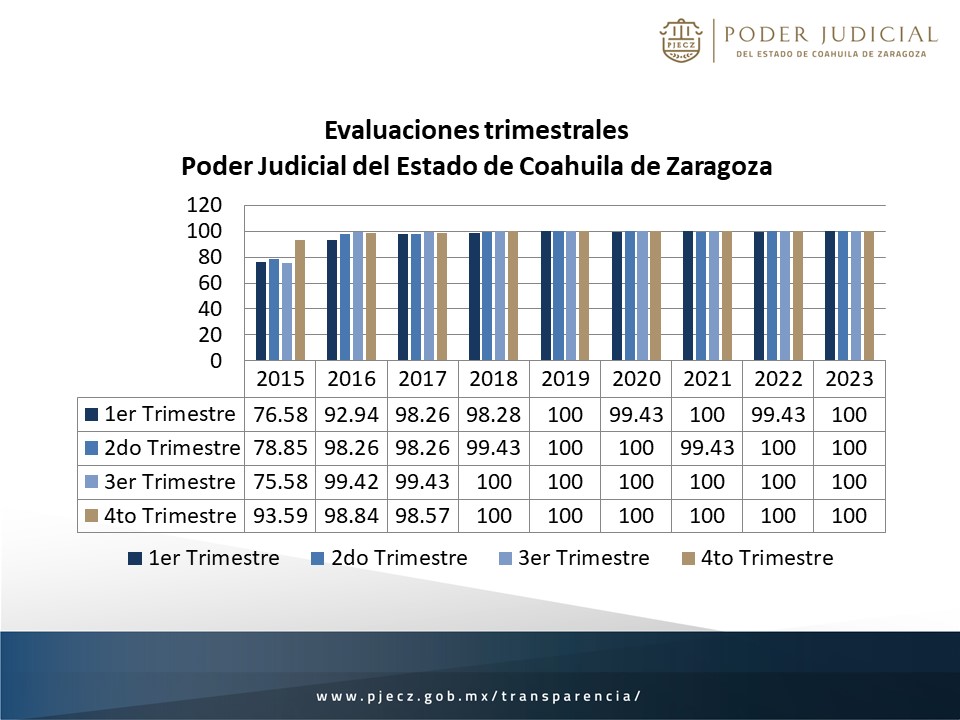 PJECZ
PODER JUDICIAL
DEL ESTADO DE COAHUILA DE ZARAGOZA
Evaluaciones trimestrales
Poder Judicial del Estado de Coahuila de Zaragoza
120
100
80
60
40
20
0
2015 2016 2017 2018 2019 2020 2021 2022 2023
1er Trimestre 76.58 92.94 98.26 98.28 100 99.43 100 99.43 100
2do Trimestre 78.85 98.26 98.26 99.43 100 100 99.43 100 100
3er Trimestre 75.58 99.42 99.43 100 100 100 100 100 100
4to Trimestre 93.59 98.84 98.57 100 100 100 100 100 100
1er Trimestre 2do Trimestre 3er Trimestre 4to Trimestre
www.pjecz.gob.mx/transparencia/